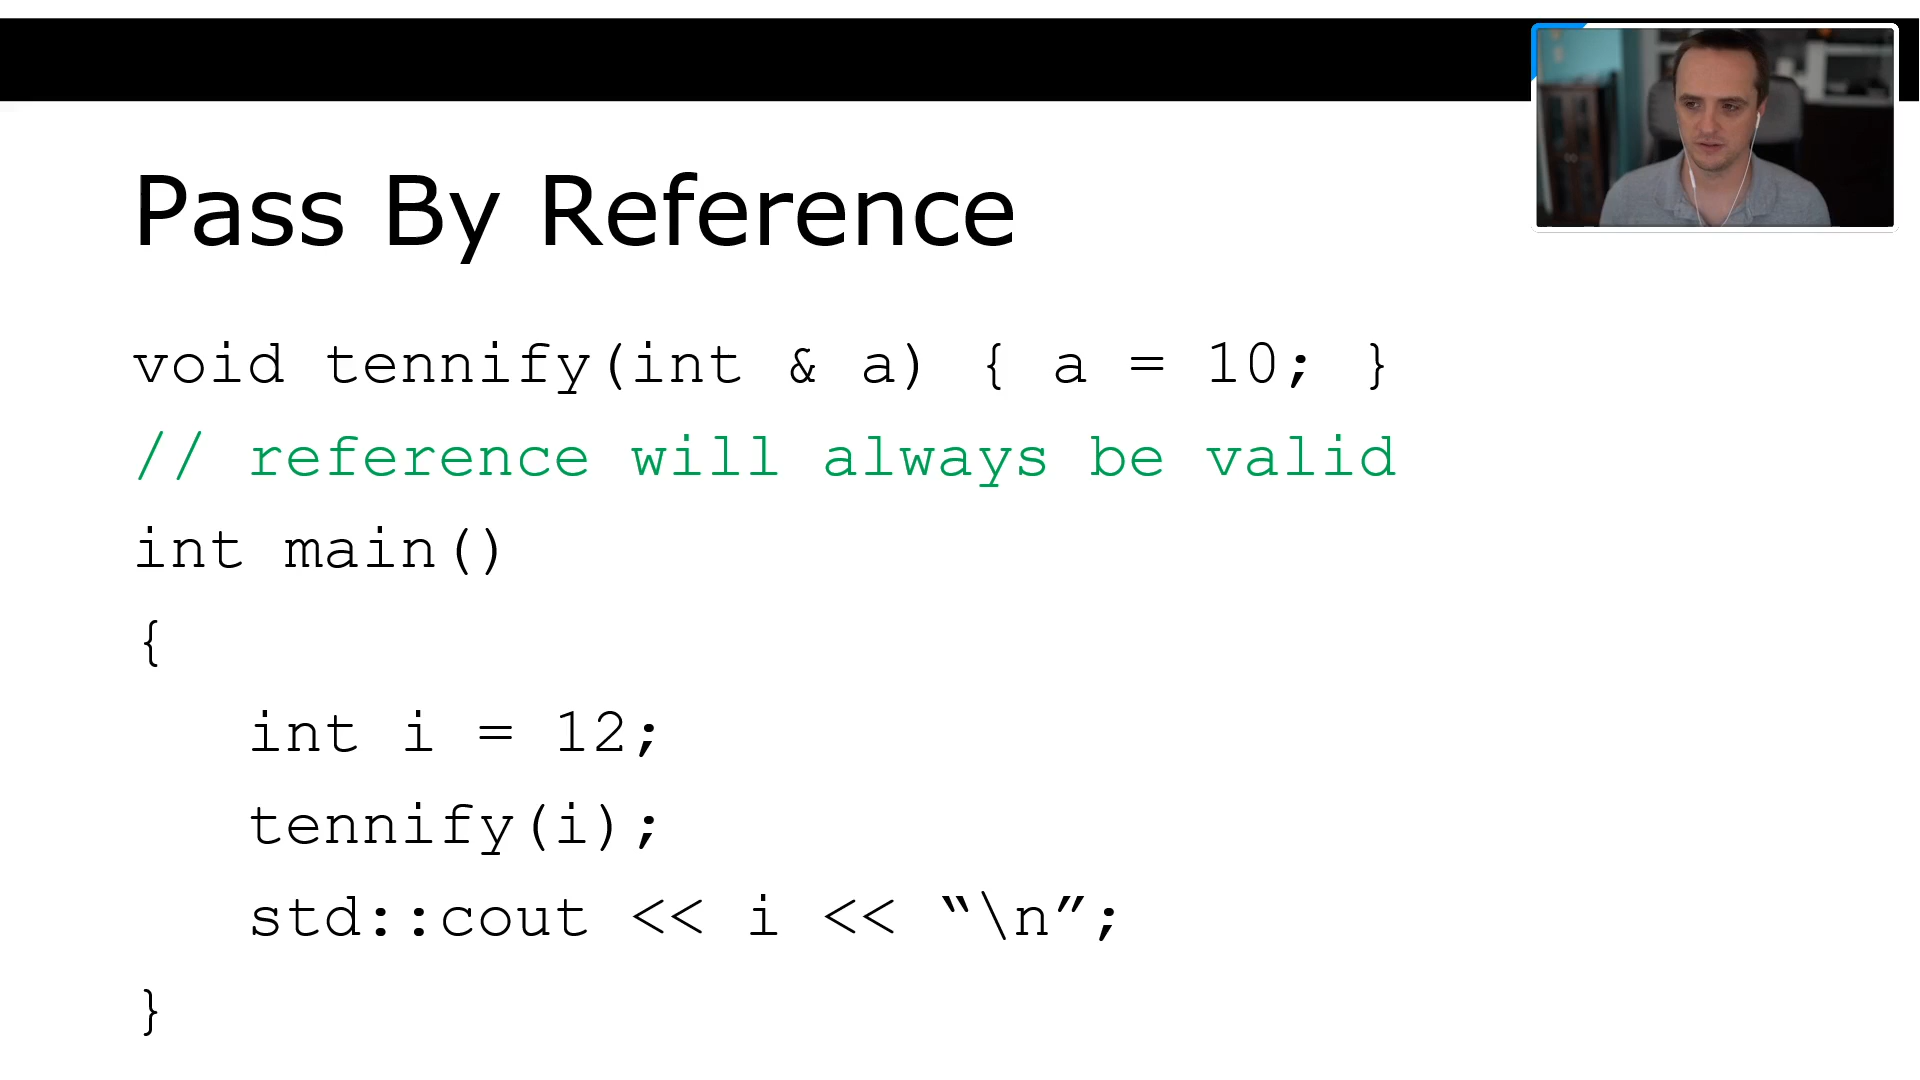 Pass By Reference
void tennify(int & a) { a = 10; }
// reference will always be valid
int main()
{
int i = 12;
tennify(i);
std::cout << i << “\n”;
}